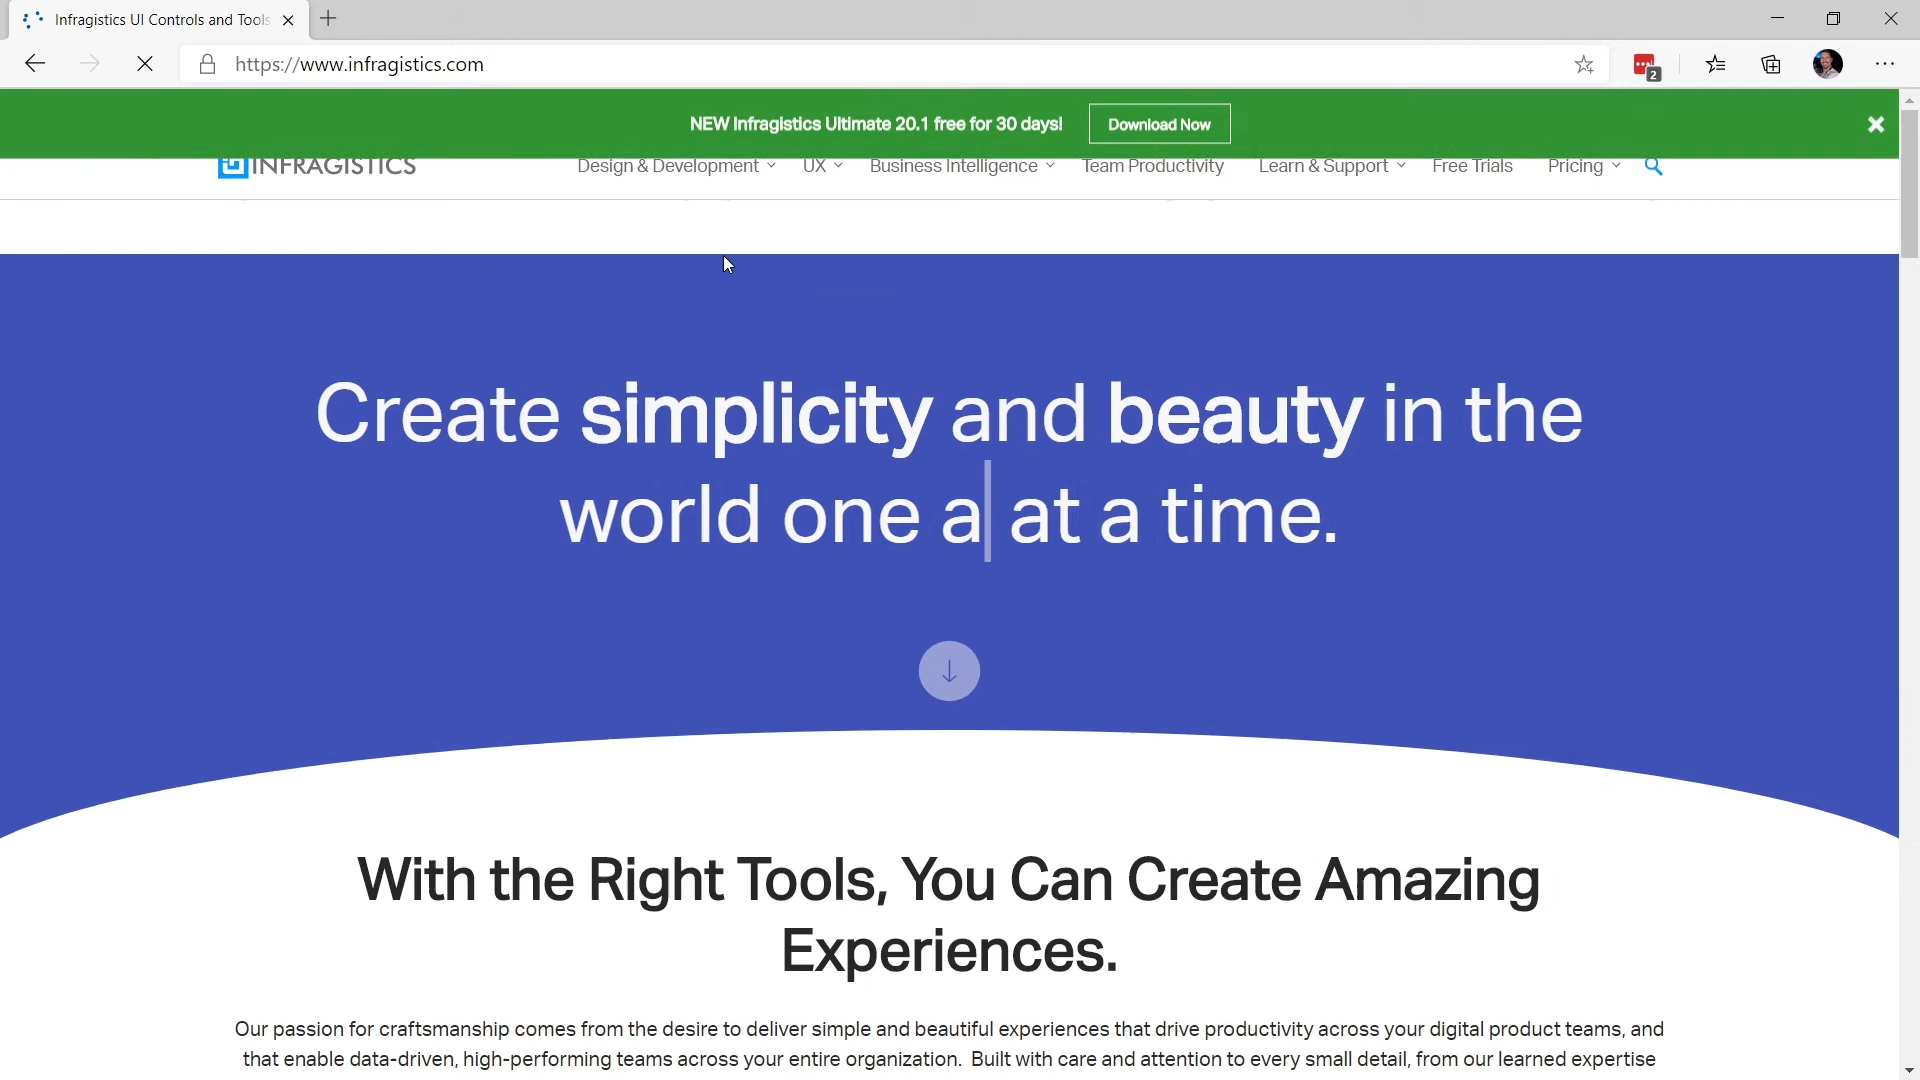 Infragistics UI Controls and Tools
https://www.infragistics.com
2
NEW Infragistics Ultimate 20.1 free for 30 days!
Download Now
INFRAGISTICS
Design & Development
UX
Business Intelligence
Team Productivity
Learn & Support
Free Trials
Pricing
Create simplicity and beauty in the
world one a| at a time.
With the Right Tools, You Can Create Amazing
Experiences.
Our passion for craftsmanship comes from the desire to deliver simple and beautiful experiences that drive productivity across your digital product teams, and
that enable data-driven, high-performing teams across your entire organization. Built with care and attention to every small detail, from our learned expertise